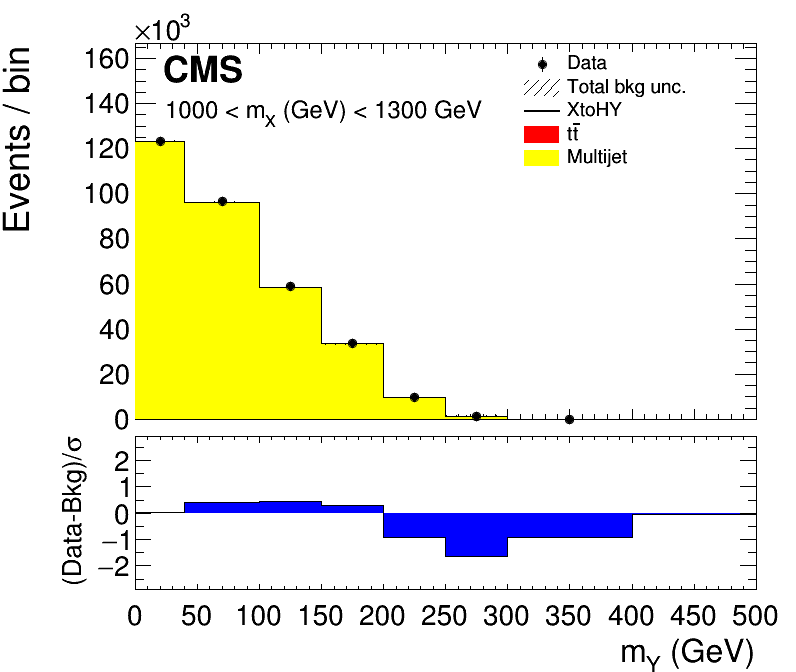 ×10³
Events / bin
160
140
120
100
80
60
40
20
0
CMS
1000 < m_X (GeV) < 1300 GeV
Data
Total bkg unc.
XtoHY
tt̄
Multijet
(Data-Bkg)/σ
2
1
0
−1
−2
0 50 100 150 200 250 300 350 400 450 500
m_Y (GeV)